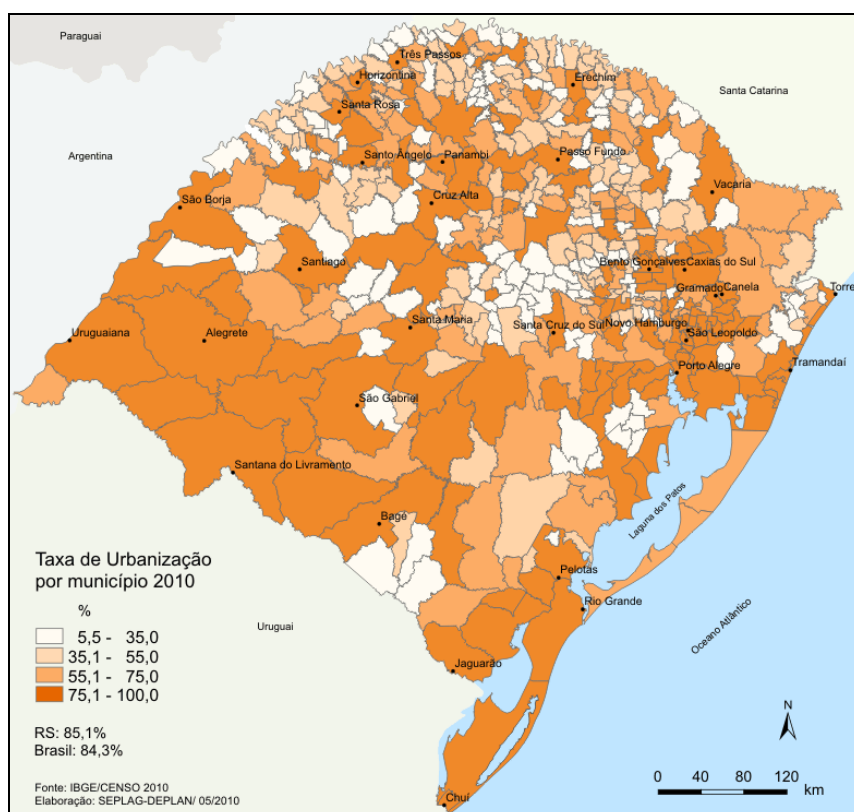 Paraguai
Três Passos
Horizontina
Erechim
Santa Catarina
Santa Rosa
Argentina
Santo Ângelo
Panambi
Passo Fundo
Vacaria
São Borja
Cruz Alta
Santiago
Bento Gonçalves
Caxias do Sul
Gramado
Canela
Torre
Uruguaiana
Alegrete
Santa Maria
Santa Cruz do Sul
Novo Hamburgo
São Leopoldo
Porto Alegre
Tramandaí
São Gabriel
Santana do Livramento
Laguna dos Patos
Bagé
Taxa de Urbanização
por município 2010
%
5,5 - 35,0
35,1 - 55,0
55,1 - 75,0
75,1 - 100,0
Pelotas
Rio Grande
Uruguai
Oceano Atlântico
Jaguarão
RS: 85,1%
Brasil: 84,3%
N
0 40 80 120
km
Fonte: IBGE/CENSO 2010
Elaboração: SEPLAG-DEPLAN/ 05/2010
Chuí